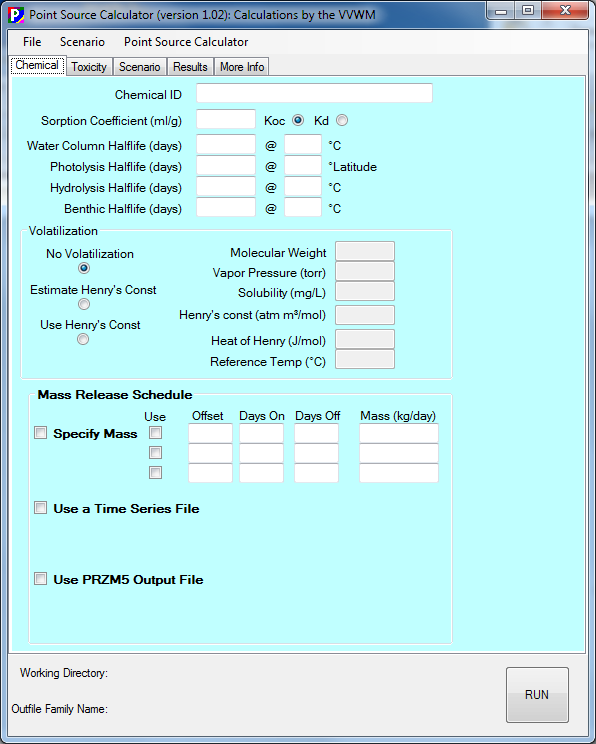 Point Source Calculator (version 1.02): Calculations by the VVWM
File Scenario Point Source Calculator
Chemical Toxicity Scenario Results More Info
Chemical ID
Sorption Coefficient (ml/g) Koc Kd
Water Column Halflife (days) @ °C
Photolysis Halflife (days) @ °Latitude
Hydrolysis Halflife (days) @ °C
Benthic Halflife (days) @ °C
Volatilization
No Volatilization
Estimate Henry's Const
Use Henry's Const
Molecular Weight
Vapor Pressure (torr)
Solubility (mg/L)
Henry's const (atm m³/mol)
Heat of Henry (J/mol)
Reference Temp (°C)
Mass Release Schedule
Use Offset Days On Days Off Mass (kg/day)
Specify Mass
Use a Time Series File
Use PRZM5 Output File
Working Directory:
Outfile Family Name:
RUN